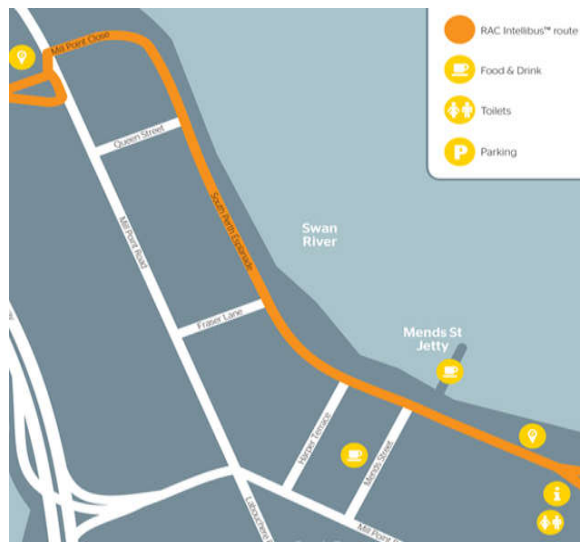 RAC Intellibus™ route
Food & Drink
Toilets
P
Parking
Mill Point Close
Queen Street
South Perth Esplanade
Mill Point Road
Swan
River
Fraser Lane
Mends St
Jetty
Harper Terrace
Mends Street
i
Labouchere
Mill Point